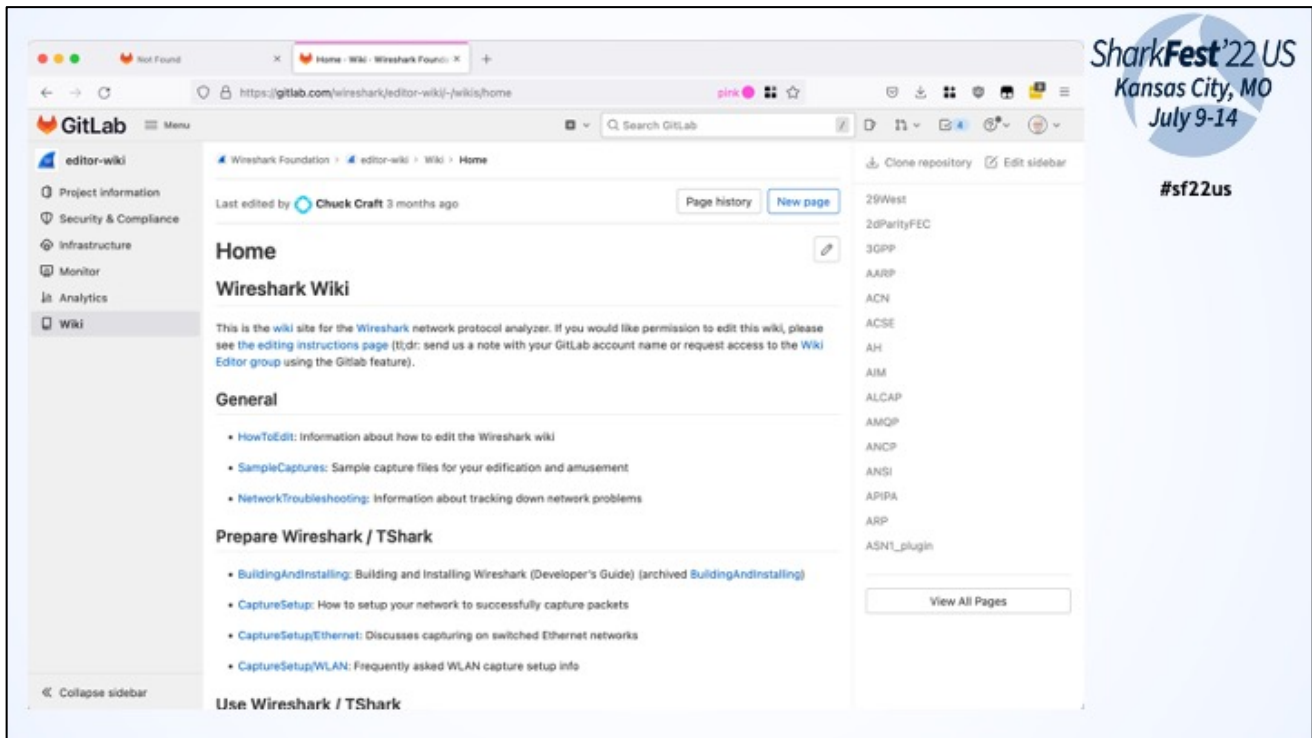 Not Found
Home · Wiki · Wireshark Founda
https://gitlab.com/wireshark/editor-wiki/-/wikis/home
pink
GitLab
Menu
Search GitLab
/
4
editor-wiki
Project information
Security & Compliance
Infrastructure
Monitor
Analytics
Wiki
Collapse sidebar
Wireshark Foundation › editor-wiki › Wiki › Home
Last edited by Chuck Craft 3 months ago
Page history
New page
Home
Wireshark Wiki
This is the wiki site for the Wireshark network protocol analyzer. If you would like permission to edit this wiki, please
see the editing instructions page (tl;dr: send us a note with your GitLab account name or request access to the Wiki
Editor group using the Gitlab feature).
General
• HowToEdit: Information about how to edit the Wireshark wiki
• SampleCaptures: Sample capture files for your edification and amusement
• NetworkTroubleshooting: Information about tracking down network problems
Prepare Wireshark / TShark
• BuildingAndInstalling: Building and Installing Wireshark (Developer's Guide) (archived BuildingAndInstalling)
• CaptureSetup: How to setup your network to successfully capture packets
• CaptureSetup/Ethernet: Discusses capturing on switched Ethernet networks
• CaptureSetup/WLAN: Frequently asked WLAN capture setup info
Use Wireshark / TShark
Clone repository
Edit sidebar
29West
2dParityFEC
3GPP
AARP
ACN
ACSE
AH
AIM
ALCAP
AMQP
ANCP
ANSI
APIPA
ARP
ASN1_plugin
View All Pages
SharkFest'22 US
Kansas City, MO
July 9-14
#sf22us